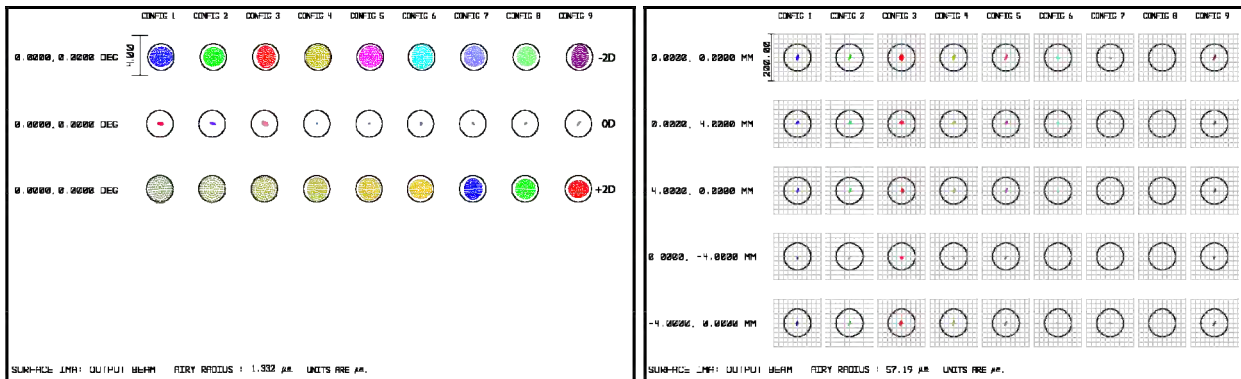 CONFIG 1 CONFIG 2 CONFIG 3 CONFIG 4 CONFIG 5 CONFIG 6 CONFIG 7 CONFIG 8 CONFIG 9
0.0000, 0.0000 DEG 4.00 -2D
0.0000, 0.0000 DEG 0D
0.0000, 0.0000 DEG +2D
SURFACE IMA: OUTPUT BEAM AIRY RADIUS : 1.332 µm. UNITS ARE µm.
CONFIG 1 CONFIG 2 CONFIG 3 CONFIG 4 CONFIG 5 CONFIG 6 CONFIG 7 CONFIG 8 CONFIG 9
0.0000, 0.0000 MM 200.00
0.0000, 4.0000 MM
4.0000, 0.0000 MM
0.0000, -4.0000 MM
-4.0000, 0.0000 MM
SURFACE IMA: OUTPUT BEAM AIRY RADIUS : 57.19 µm UNITS ARE µm.